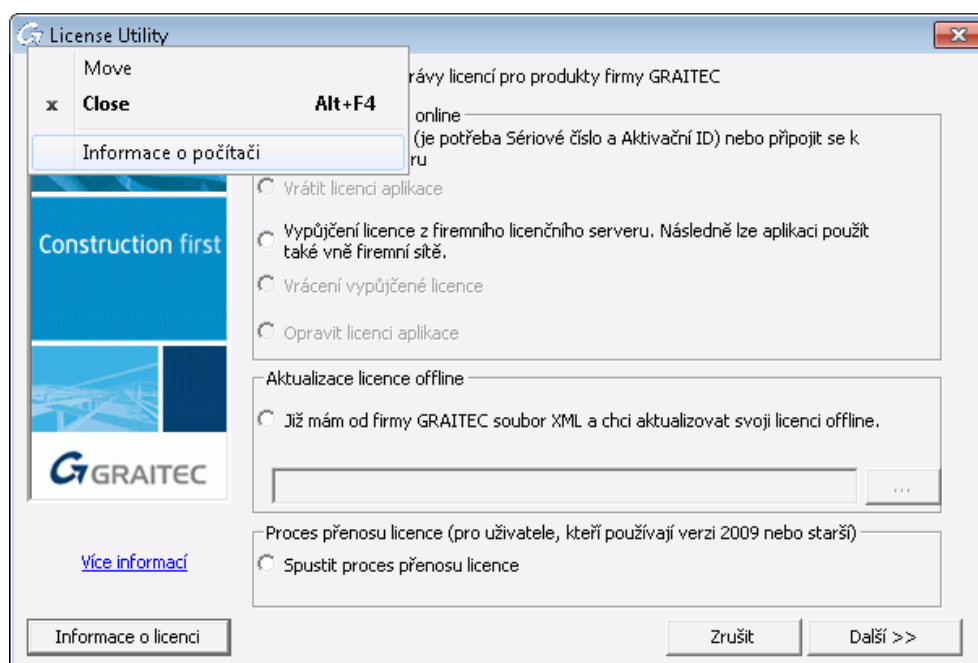 License Utility
Move
x Close Alt+F4
Informace o počítači
rávy licencí pro produkty firmy GRAITEC
online
(je potřeba Sériové číslo a Aktivační ID) nebo připojit se k
ru
Vrátit licenci aplikace
Vypůjčení licence z firemního licenčního serveru. Následně lze aplikaci použít
také vně firemní sítě.
Vrácení vypůjčené licence
Opravit licenci aplikace
Construction first
GRAITEC
Aktualizace licence offline
Již mám od firmy GRAITEC soubor XML a chci aktualizovat svoji licenci offline.
...
Proces přenosu licence (pro uživatele, kteří používají verzi 2009 nebo starší)
Spustit proces přenosu licence
Více informací
Informace o licenci
Zrušit
Další >>